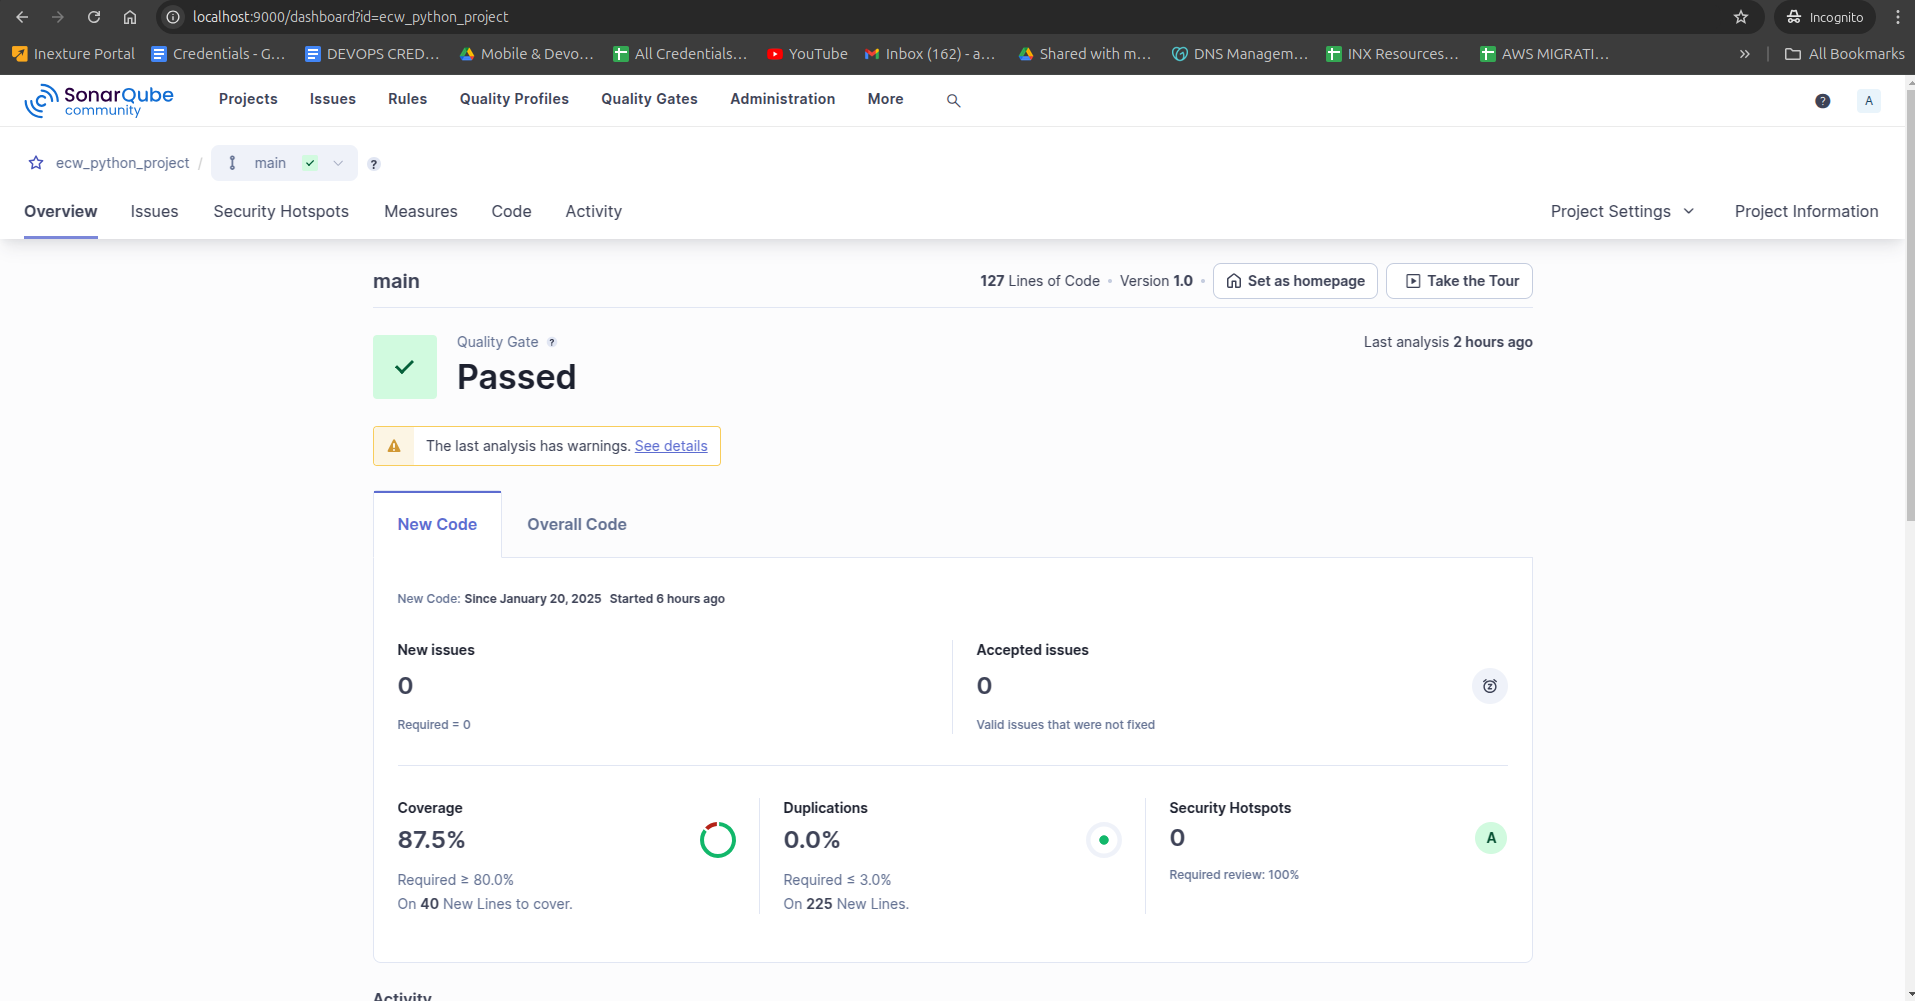 localhost:9000/dashboard?id=ecw_python_project
Incognito
Inexture Portal
Credentials - G...
DEVOPS CRED...
Mobile & Devo...
All Credentials...
YouTube
Inbox (162) - a...
Shared with m...
DNS Managem...
INX Resources...
AWS MIGRATI...
»
All Bookmarks
SonarQube
community
Projects
Issues
Rules
Quality Profiles
Quality Gates
Administration
More
?
A
ecw_python_project /
main
?
Overview
Issues
Security Hotspots
Measures
Code
Activity
Project Settings
Project Information
main
127 Lines of Code • Version 1.0 •
Set as homepage
Take the Tour
Quality Gate ?
Passed
Last analysis 2 hours ago
The last analysis has warnings. See details
New Code
Overall Code
New Code: Since January 20, 2025 Started 6 hours ago
New issues
0
Required = 0
Accepted issues
0
Valid issues that were not fixed
Coverage
87.5%
Required ≥ 80.0%
On 40 New Lines to cover.
Duplications
0.0%
Required ≤ 3.0%
On 225 New Lines.
Security Hotspots
0
A
Required review: 100%
Activity